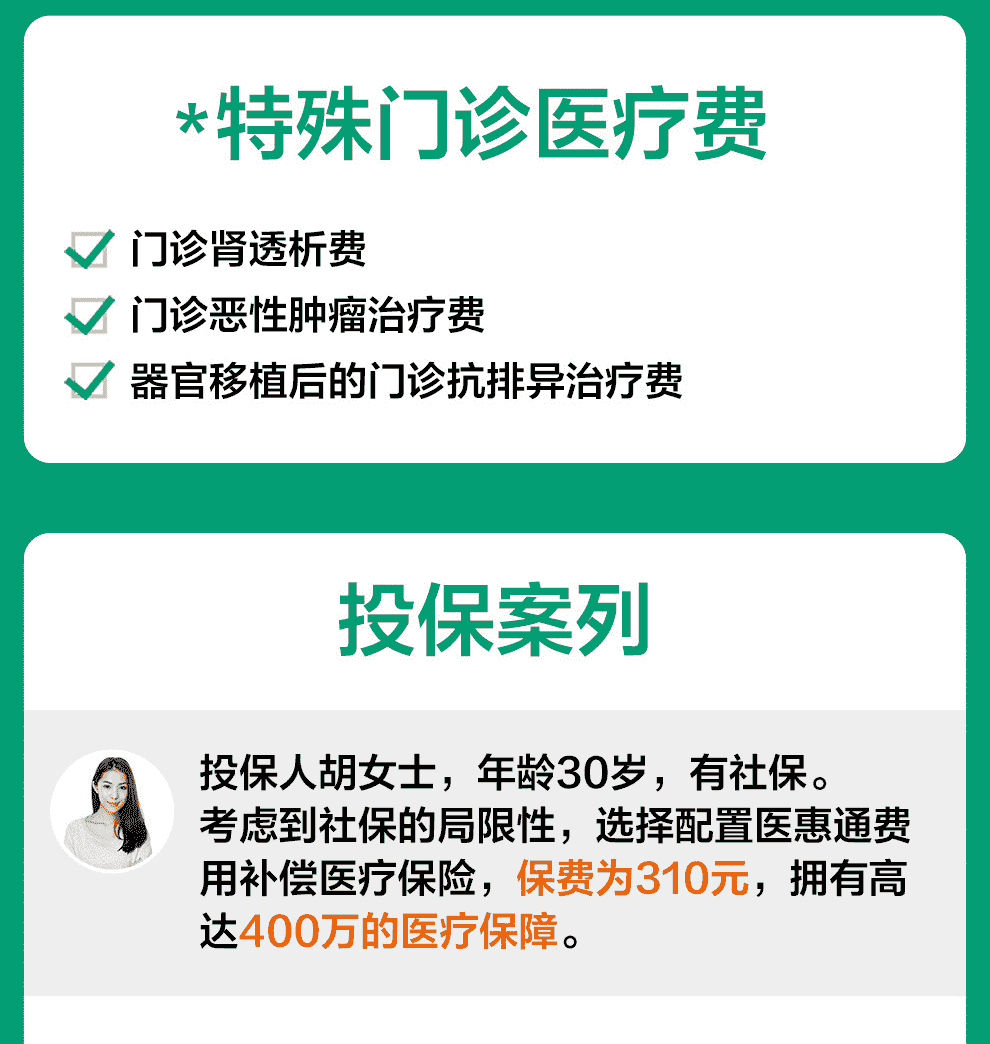 *特殊门诊医疗费
门诊肾透析费
门诊恶性肿瘤治疗费
器官移植后的门诊抗排异治疗费
投保案列
投保人胡女士，年龄30岁，有社保。
考虑到社保的局限性，选择配置医惠通费
用补偿医疗保险，保费为310元，拥有高
达400万的医疗保障。